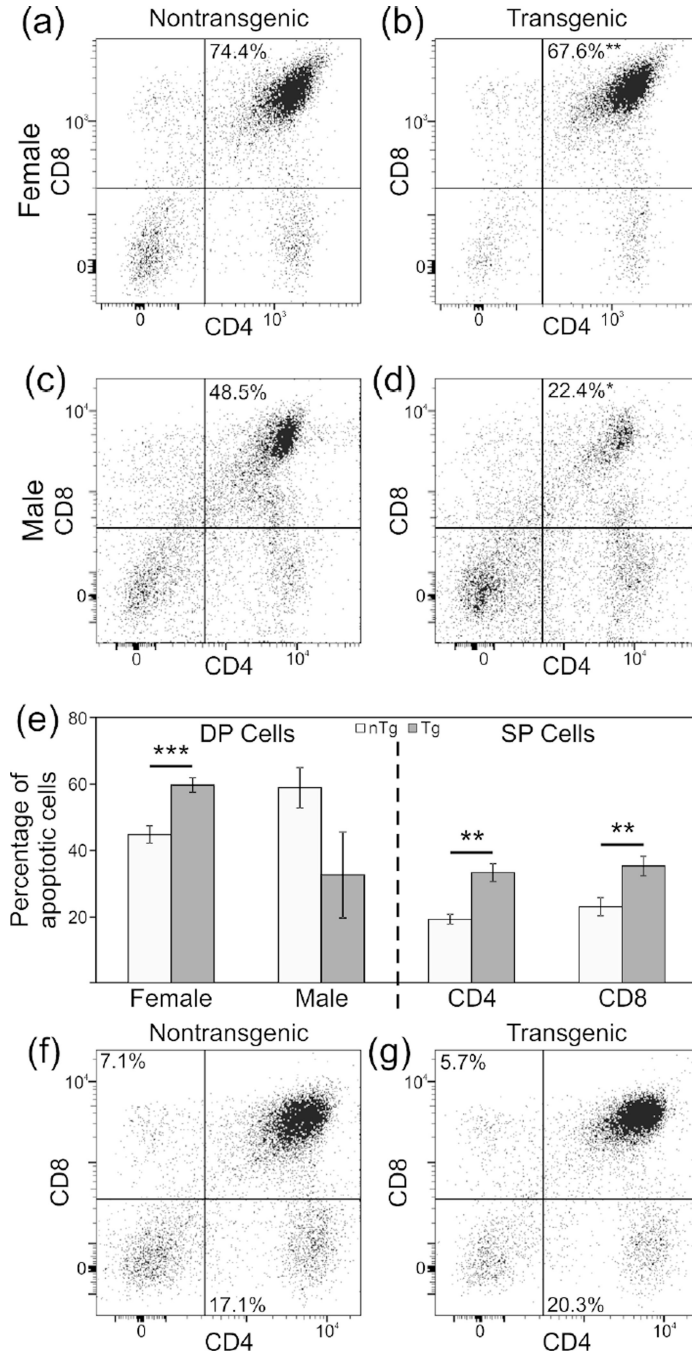 (a) Nontransgenic
(b) Transgenic
Female
74.4%
10³
CD8
0
0 10³
CD4
67.6%**
10³
CD8
0
0 10³
CD4
(c)
(d)
Male
48.5%
10⁴
CD8
0
0 10⁴
CD4
22.4%*
10⁴
CD8
0
0 10⁴
CD4
(e)
80
60
40
20
Percentage of
apoptotic cells
DP Cells
nTg Tg
SP Cells
***
**
**
Female Male CD4 CD8
(f) Nontransgenic
(g) Transgenic
7.1%
10⁴
CD8
0
17.1%
0 10⁴
CD4
5.7%
10⁴
CD8
0
20.3%
0 10⁴
CD4